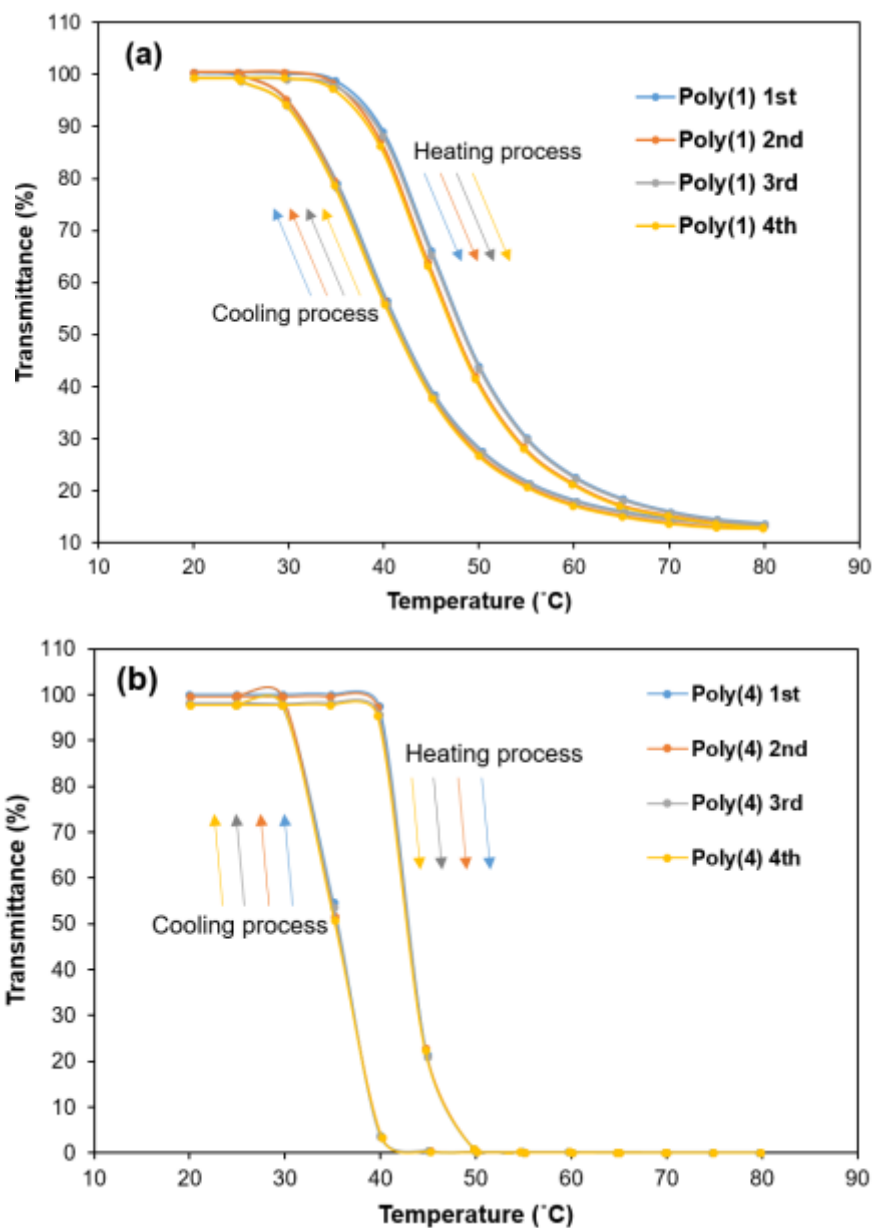 (a)
110
100
90
80
70
60
50
40
30
20
10
Transmittance (%)
Poly(1) 1st
Poly(1) 2nd
Poly(1) 3rd
Poly(1) 4th
Heating process
Cooling process
10 20 30 40 50 60 70 80 90
Temperature (˚C)
(b)
110
100
90
80
70
60
50
40
30
20
10
0
Transmittance (%)
Poly(4) 1st
Poly(4) 2nd
Poly(4) 3rd
Poly(4) 4th
Heating process
Cooling process
10 20 30 40 50 60 70 80 90
Temperature (˚C)